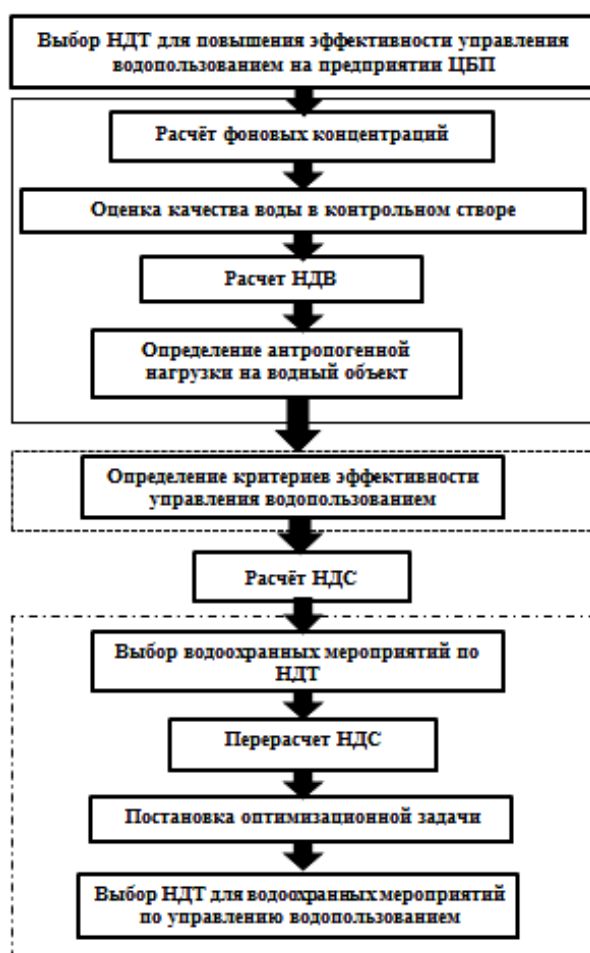 Выбор НДТ для повышения эффективности управления
водопользованием на предприятии ЦБП
Расчёт фоновых концентраций
Оценка качества воды в контрольном створе
Расчет НДВ
Определение антропогенной
нагрузки на водный объект
Определение критериев эффективности
управления водопользованием
Расчёт НДС
Выбор водоохранных мероприятий по
НДТ
Перерасчет НДС
Постановка оптимизационной задачи
Выбор НДТ для водоохранных мероприятий
по управлению водопользованием